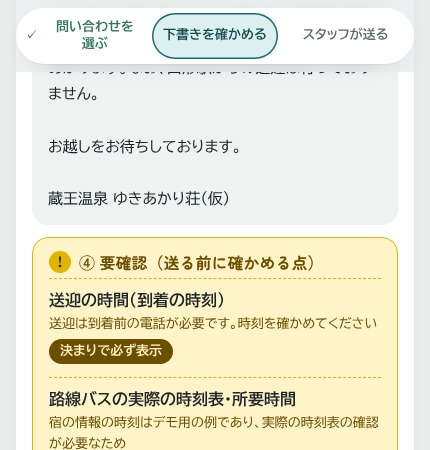 ✓ 問い合わせを
選ぶ
下書きを確かめる
スタッフが送る
ません。
お越しをお待ちしております。
蔵王温泉 ゆきあかり荘(仮)
! ④ 要確認（送る前に確かめる点）
送迎の時間(到着の時刻)
送迎は到着前の電話が必要です。時刻を確かめてください
決まりで必ず表示
路線バスの実際の時刻表・所要時間
宿の情報の時刻はデモ用の例であり、実際の時刻表の確認
が必要なため